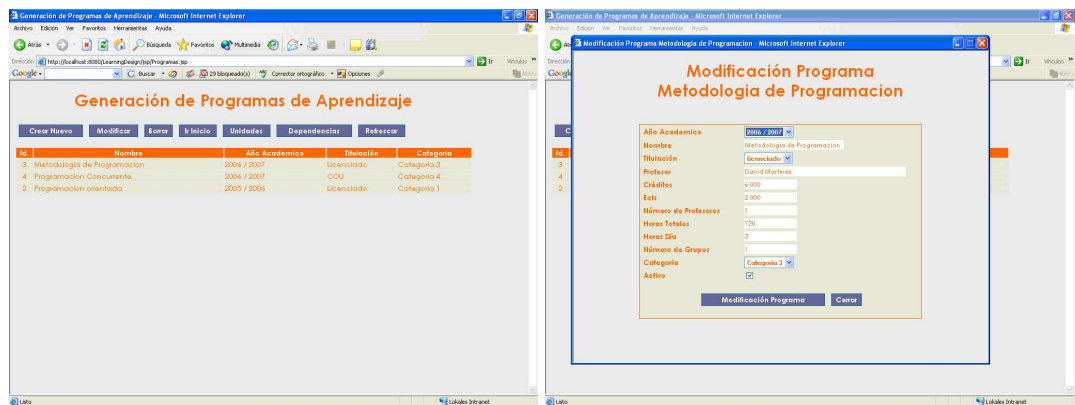 Generación de Programas de Aprendizaje - Microsoft Internet Explorer
Archivo Edición Ver Favoritos Herramientas Ayuda
Atrás Búsqueda Favoritos Multimedia
Dirección http://localhost:8080/LearningDesign/jsp/Programas.jsp Ir Vínculos »
Google Buscar 29 bloqueado(s) Corrector ortográfico Opciones
Generación de Programas de Aprendizaje
Crear Nuevo Modificar Borrar Ir Inicio Unidades Dependencias Refrescar
Id. Nombre Año Academico Titulación Categoria
3 Metodologia de Programacion 2006 / 2007 Licenciado Categoria 3
4 Programacion Concurrente 2006 / 2007 COU Categoria 4
2 Programacion orientada 2005 / 2006 Licenciado Categoria 1
Listo Lokales Intranet
Generación de Programas de Aprendizaje - Microsoft Internet Explorer
Archivo Edición Ver Favoritos Herramientas Ayuda
Modificación Programa Metodologia de Programacion - Microsoft Internet Explorer
Ir Vínculos »
Modificación Programa
Metodologia de Programacion
Año Academico 2006 / 2007
Nombre Metodologia de Programacion
Titulación Licenciado
Profesor David Martinez
Créditos 6.000
Ects 2.000
Número de Profesores 1
Horas Totales 120
Horas Día 3
Número de Grupos 1
Categoria Categoria 3
Activo
Modificación Programa Cerrar
Id.
3
4
2
Listo Lokales Intranet